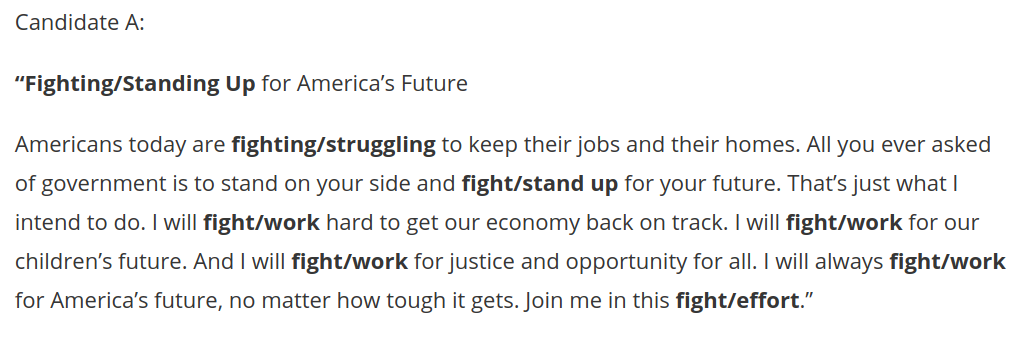 Candidate A:
“Fighting/Standing Up for America’s Future
Americans today are fighting/struggling to keep their jobs and their homes. All you ever asked
of government is to stand on your side and fight/stand up for your future. That’s just what I
intend to do. I will fight/work hard to get our economy back on track. I will fight/work for our
children’s future. And I will fight/work for justice and opportunity for all. I will always fight/work
for America’s future, no matter how tough it gets. Join me in this fight/effort.”